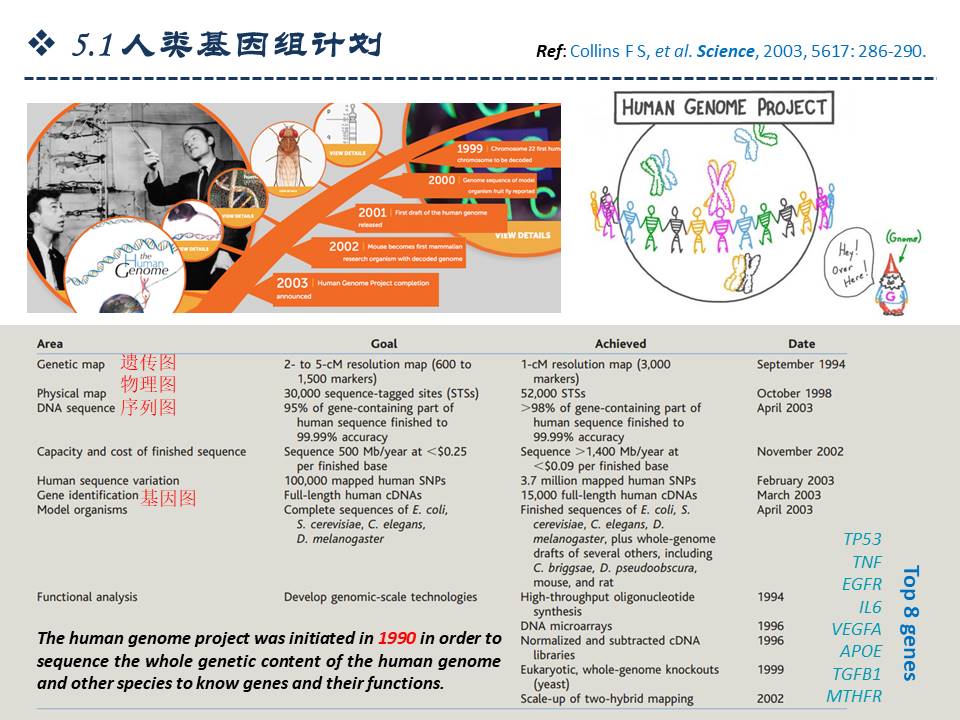 ❖ 5.1人类基因组计划
Ref: Collins F S, et al. Science, 2003, 5617: 286-290.
VIEW DETAILS
VIEW DETAILS
VIEW DETAILS
VIEW DETAILS
the
Human
Genome
1999 | Chromosome 22 first human
chromosome to be decoded
2000 | Genome sequence of model
organism fruit fly reported
2001 | First draft of the human genome
released
2002 | Mouse becomes first mammalian
research organism with decoded genome
2003 | Human Genome Project completion
announced
HUMAN GENOME PROJECT
Hey!
Over
Here!
(Gnome)
G
Area Goal Achieved Date
Genetic map 遗传图 2- to 5-cM resolution map (600 to 1-cM resolution map (3,000 September 1994
1,500 markers) markers)
Physical map 物理图 30,000 sequence-tagged sites (STSs) 52,000 STSs October 1998
DNA sequence 序列图 95% of gene-containing part of >98% of gene-containing part of April 2003
human sequence finished to human sequence finished to
99.99% accuracy 99.99% accuracy
Capacity and cost of finished sequence Sequence 500 Mb/year at <$0.25 Sequence >1,400 Mb/year at November 2002
per finished base <$0.09 per finished base
Human sequence variation 100,000 mapped human SNPs 3.7 million mapped human SNPs February 2003
Gene identification 基因图 Full-length human cDNAs 15,000 full-length human cDNAs March 2003
Model organisms Complete sequences of E. coli, Finished sequences of E. coli, S. April 2003
S. cerevisiae, C. elegans, cerevisiae, C. elegans, D.
D. melanogaster melanogaster, plus whole-genome
drafts of several others, including
C. briggsae, D. pseudoobscura,
mouse, and rat
Functional analysis Develop genomic-scale technologies High-throughput oligonucleotide 1994
synthesis
DNA microarrays 1996
Normalized and subtracted cDNA 1996
libraries
Eukaryotic, whole-genome knockouts 1999
(yeast)
Scale-up of two-hybrid mapping 2002
The human genome project was initiated in 1990 in order to
sequence the whole genetic content of the human genome
and other species to know genes and their functions.
TP53
TNF
EGFR
IL6
VEGFA
APOE
TGFB1
MTHFR
Top 8 genes